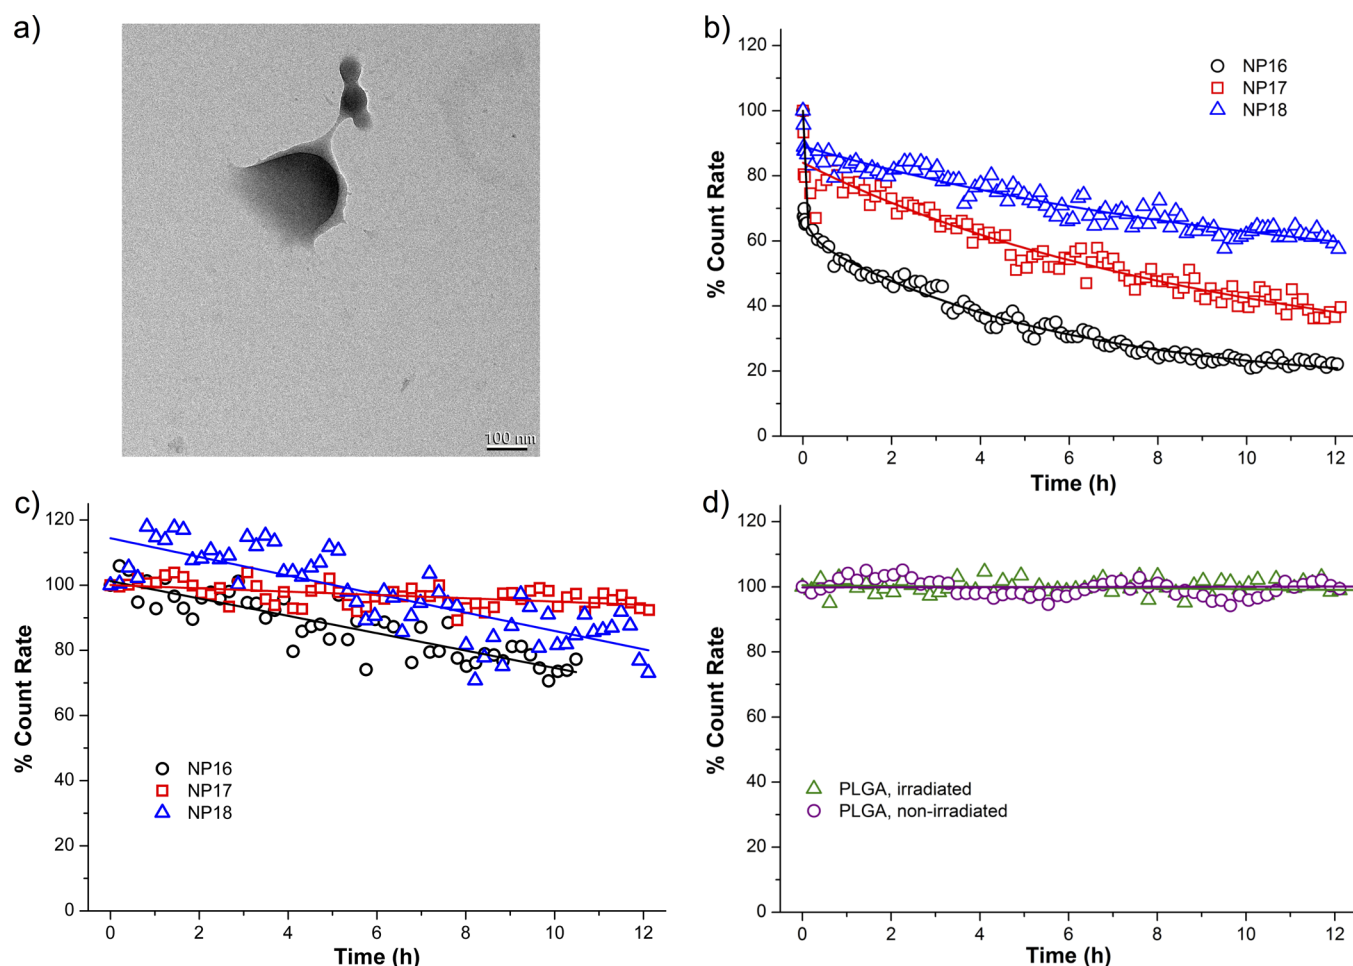 a)
100 nm
b)
% Count Rate
120
100
80
60
40
20
0
NP16
NP17
NP18
0 2 4 6 8 10 12
Time (h)
c)
% Count Rate
120
100
80
60
40
20
0
NP16
NP17
NP18
0 2 4 6 8 10 12
Time (h)
d)
% Count Rate
120
100
80
60
40
20
0
PLGA, irradiated
PLGA, non-irradiated
0 2 4 6 8 10 12
Time (h)